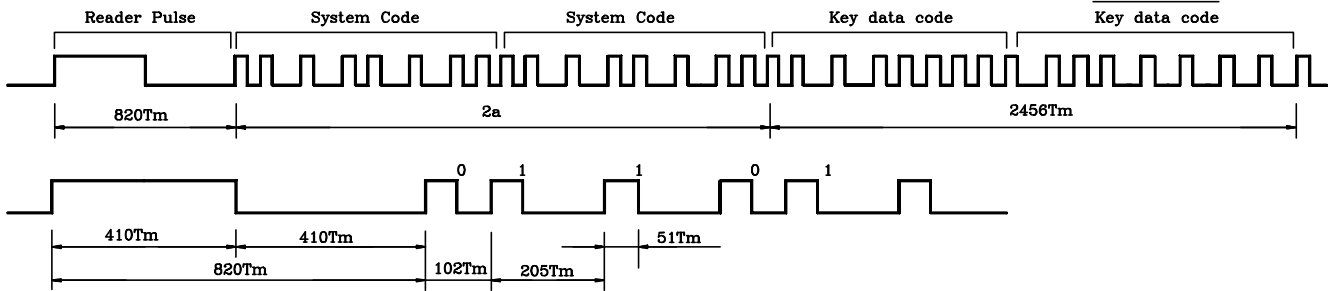 Reader Pulse System Code System Code Key data code Key data code
820Tm 2a 2456Tm
0 1 1 0 1
410Tm 410Tm 51Tm
820Tm 102Tm 205Tm